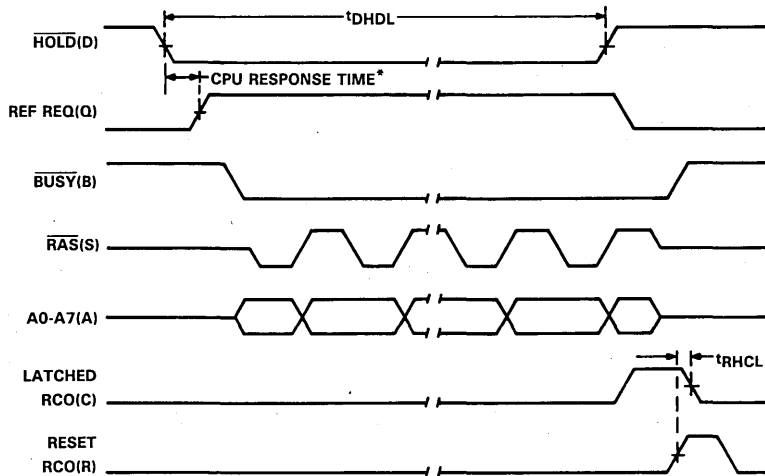 tDHDL
HOLD(D)
CPU RESPONSE TIME*
REF REQ(Q)
BUSY(B)
RAS(S)
A0-A7(A)
tRHCL
LATCHED
RCO(C)
RESET
RCO(R)